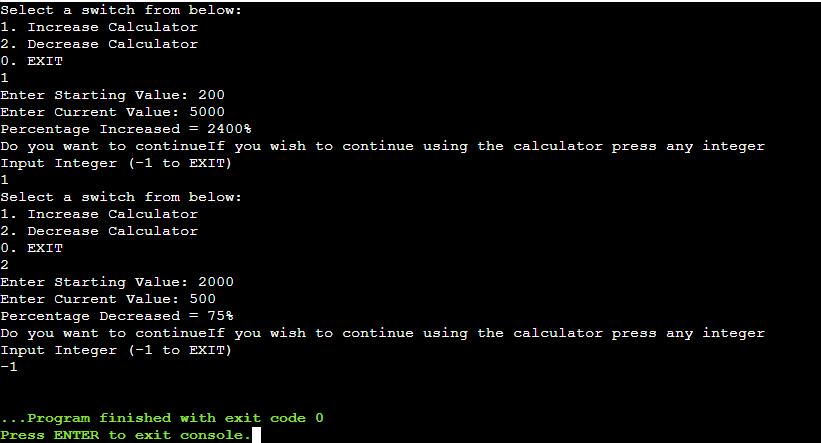 Select a switch from below:
1. Increase Calculator
2. Decrease Calculator
0. EXIT
1
Enter Starting Value: 200
Enter Current Value: 5000
Percentage Increased = 2400%
Do you want to continueIf you wish to continue using the calculator press any integer
Input Integer (-1 to EXIT)
1
Select a switch from below:
1. Increase Calculator
2. Decrease Calculator
0. EXIT
2
Enter Starting Value: 2000
Enter Current Value: 500
Percentage Decreased = 75%
Do you want to continueIf you wish to continue using the calculator press any integer
Input Integer (-1 to EXIT)
-1
...Program finished with exit code 0
Press ENTER to exit console.